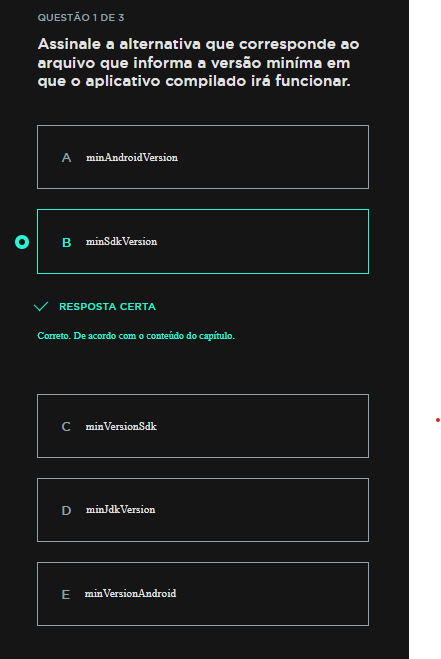 QUESTÃO 1 DE 3
Assinale a alternativa que corresponde ao
arquivo que informa a versão miníma em
que o aplicativo compilado irá funcionar.
A minAndroidVersion
B minSdkVersion
RESPOSTA CERTA
Correto. De acordo com o conteúdo do capítulo.
C minVersionSdk
D minJdkVersion
E minVersionAndroid